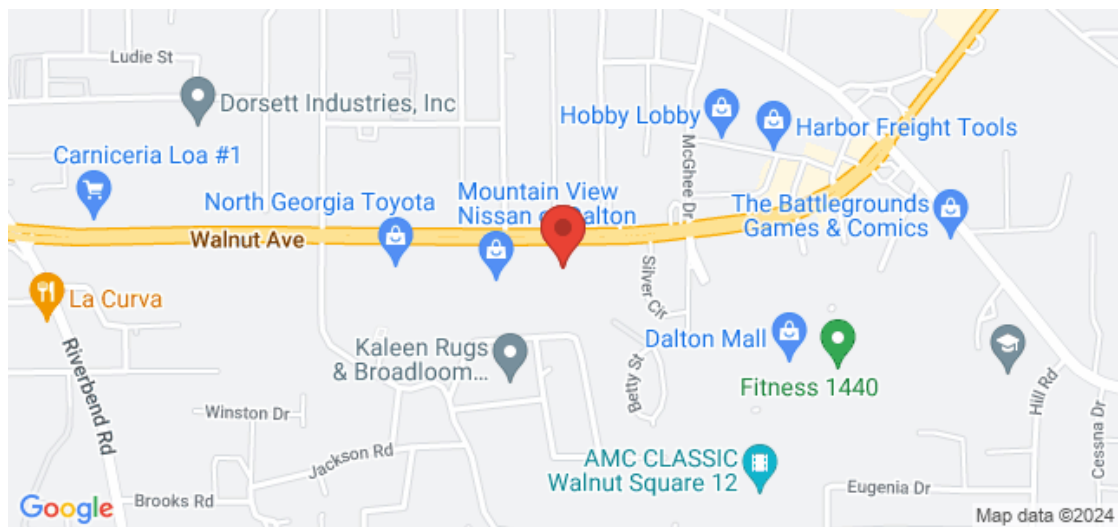 Ludie St
Dorsett Industries, Inc
Hobby Lobby
Harbor Freight Tools
McGhee Dr
Carniceria Loa #1
North Georgia Toyota
Mountain View
Nissan of Dalton
The Battlegrounds
Games & Comics
Walnut Ave
La Curva
Silver Cir
Riverbend Rd
Kaleen Rugs
& Broadloom...
Betty St
Dalton Mall
Fitness 1440
Hill Rd
Cessna Dr
Winston Dr
Jackson Rd
AMC CLASSIC
Walnut Square 12
Brooks Rd
Eugenia Dr
Google
Map data ©2024